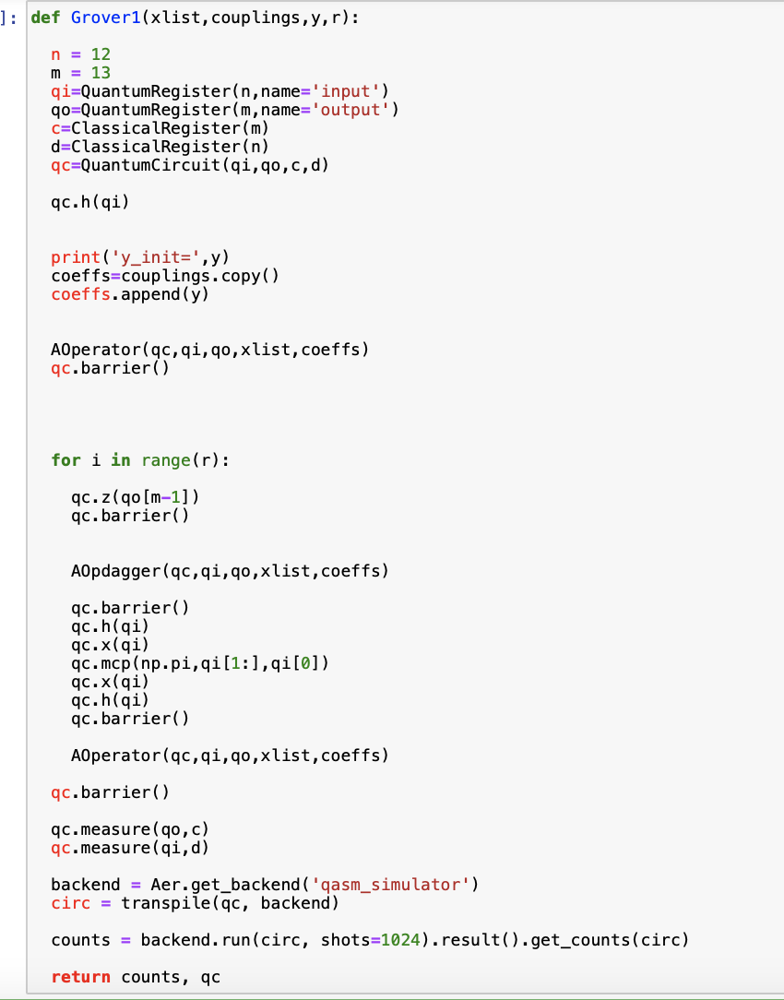 ]: def Grover1(xlist,couplings,y,r):
n = 12
m = 13
qi=QuantumRegister(n,name='input')
qo=QuantumRegister(m,name='output')
c=ClassicalRegister(m)
d=ClassicalRegister(n)
qc=QuantumCircuit(qi,qo,c,d)
qc.h(qi)
print('y_init=',y)
coeffs=couplings.copy()
coeffs.append(y)
AOperator(qc,qi,qo,xlist,coeffs)
qc.barrier()
for i in range(r):
qc.z(qo[m-1])
qc.barrier()
AOpdagger(qc,qi,qo,xlist,coeffs)
qc.barrier()
qc.h(qi)
qc.x(qi)
qc.mcp(np.pi,qi[1:],qi[0])
qc.x(qi)
qc.h(qi)
qc.barrier()
AOperator(qc,qi,qo,xlist,coeffs)
qc.barrier()
qc.measure(qo,c)
qc.measure(qi,d)
backend = Aer.get_backend('qasm_simulator')
circ = transpile(qc, backend)
counts = backend.run(circ, shots=1024).result().get_counts(circ)
return counts, qc